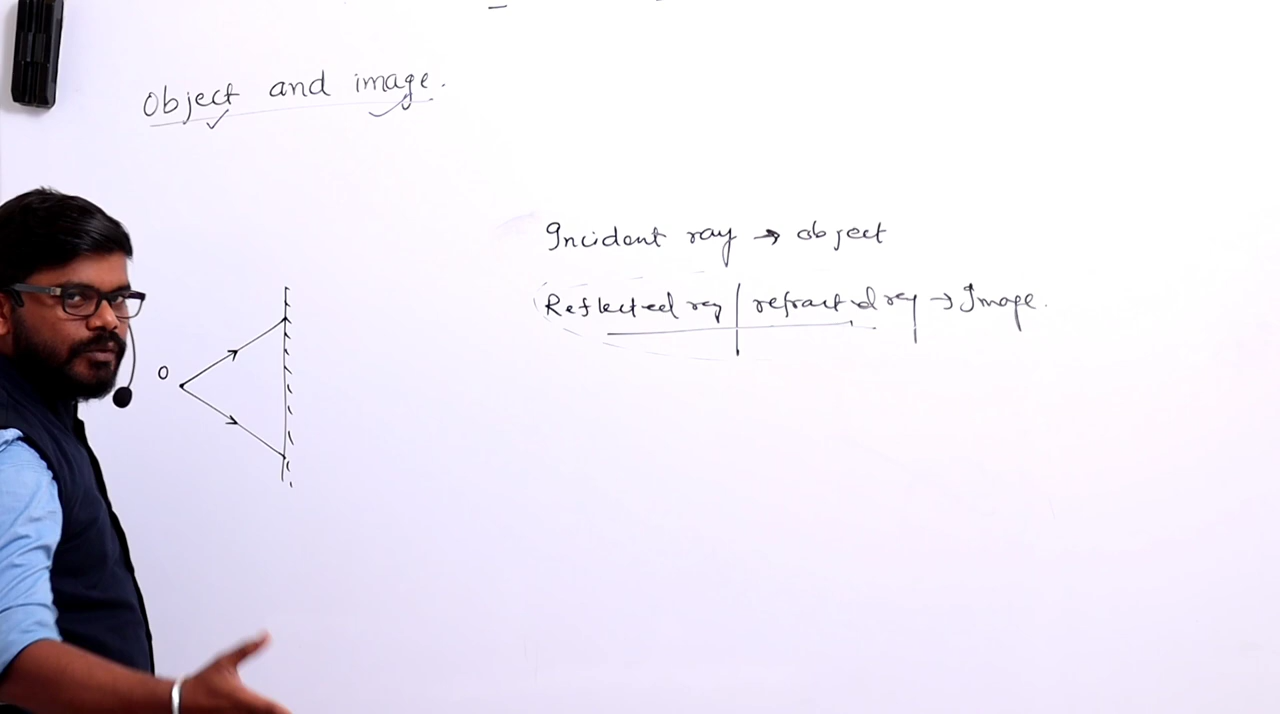 Object and image.
Incident ray → object
Reflected ray | refracted ray → Image.
O